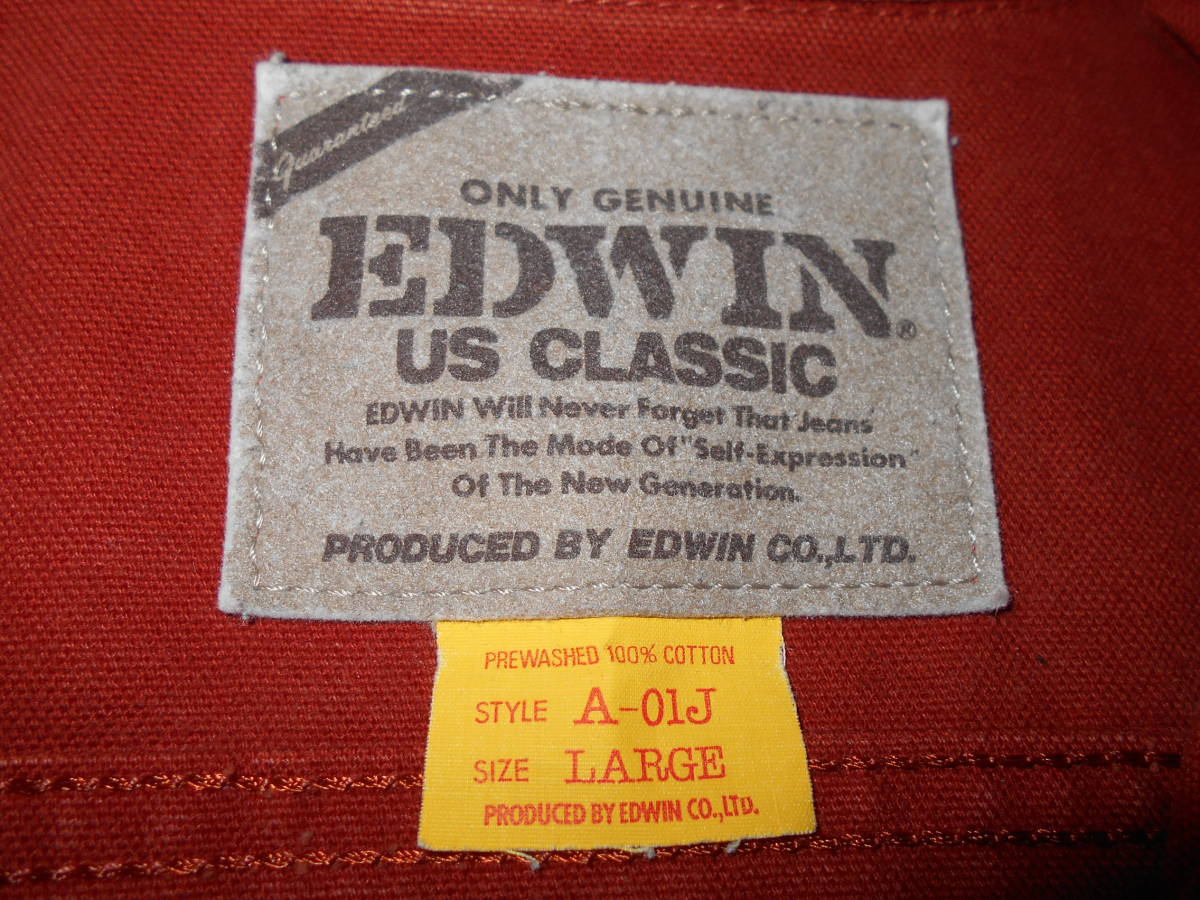 Guaranteed
ONLY GENUINE
EDWIN®
US CLASSIC
EDWIN Will Never Forget That 'Jeans'
Have Been The Mode Of "Self-Expression"
Of The New Generation.
PRODUCED BY EDWIN CO.,LTD.
PREWASHED 100% COTTON
STYLE A-01J
SIZE LARGE
PRODUCED BY EDWIN CO.,LTD.